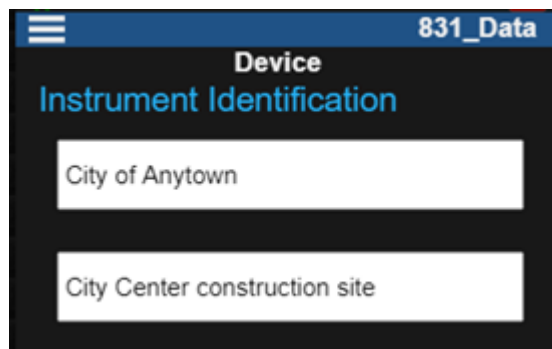 831_Data
Device
Instrument Identification
City of Anytown
City Center construction site